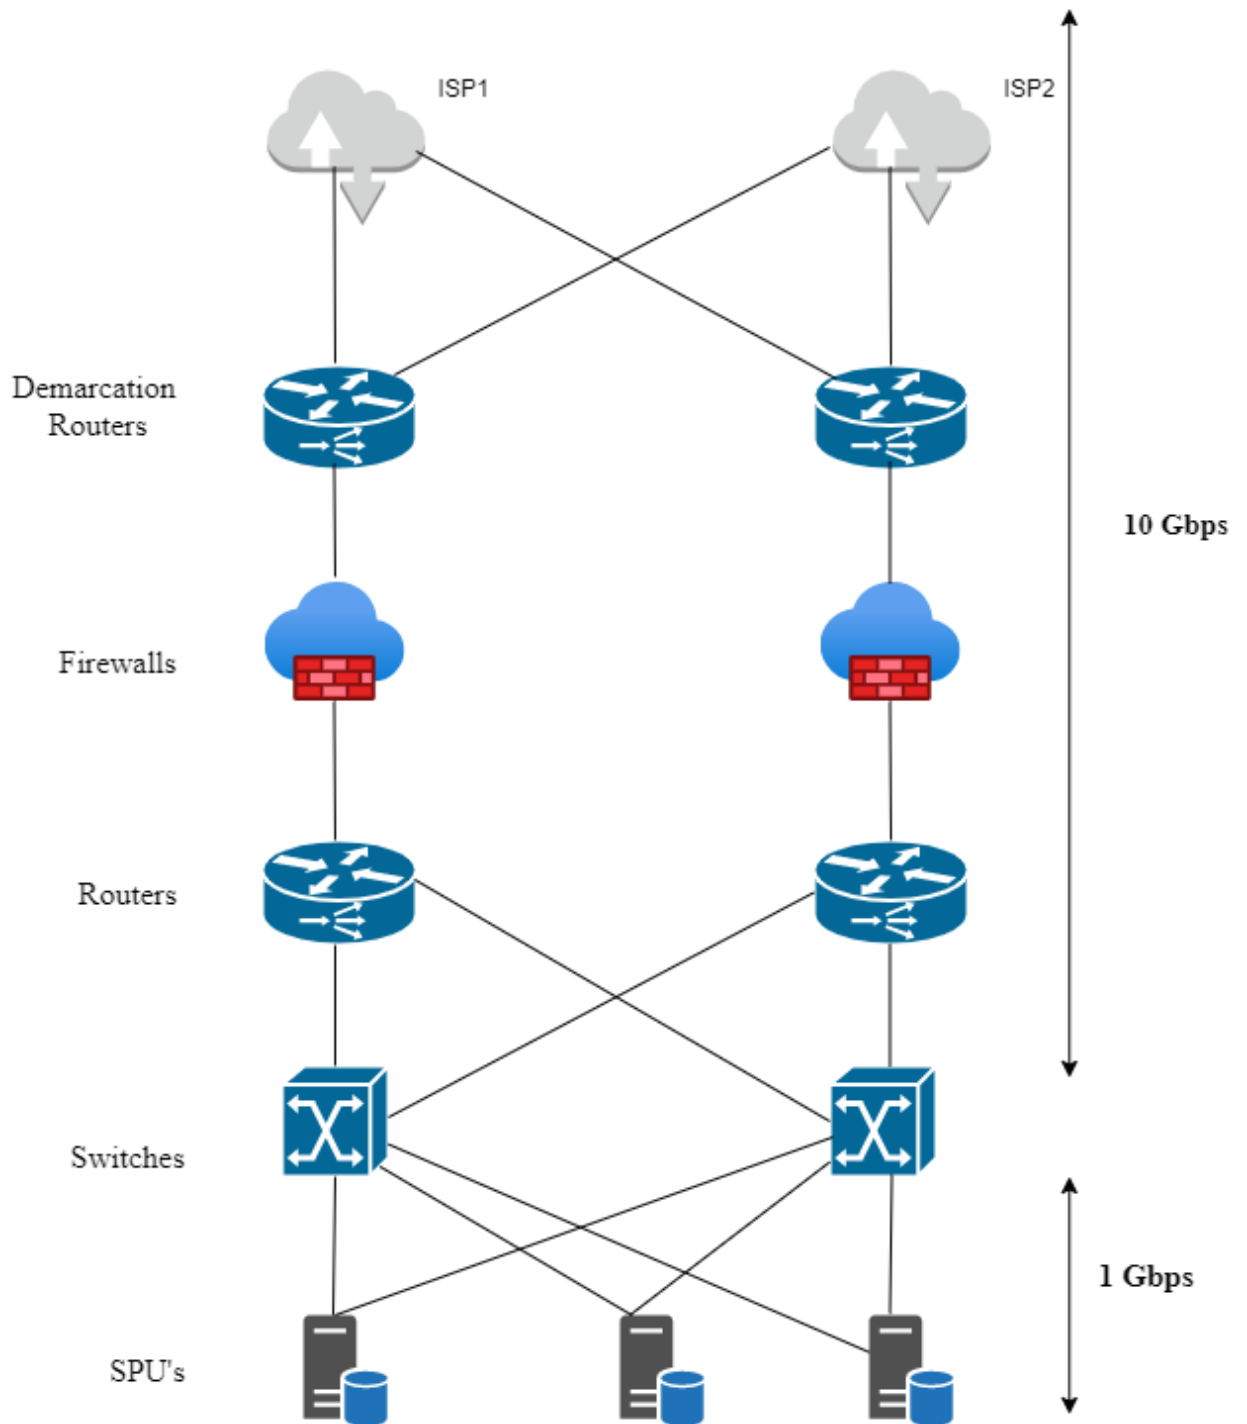 ISP1
ISP2
Demarcation
Routers
10 Gbps
Firewalls
Routers
Switches
1 Gbps
SPU's